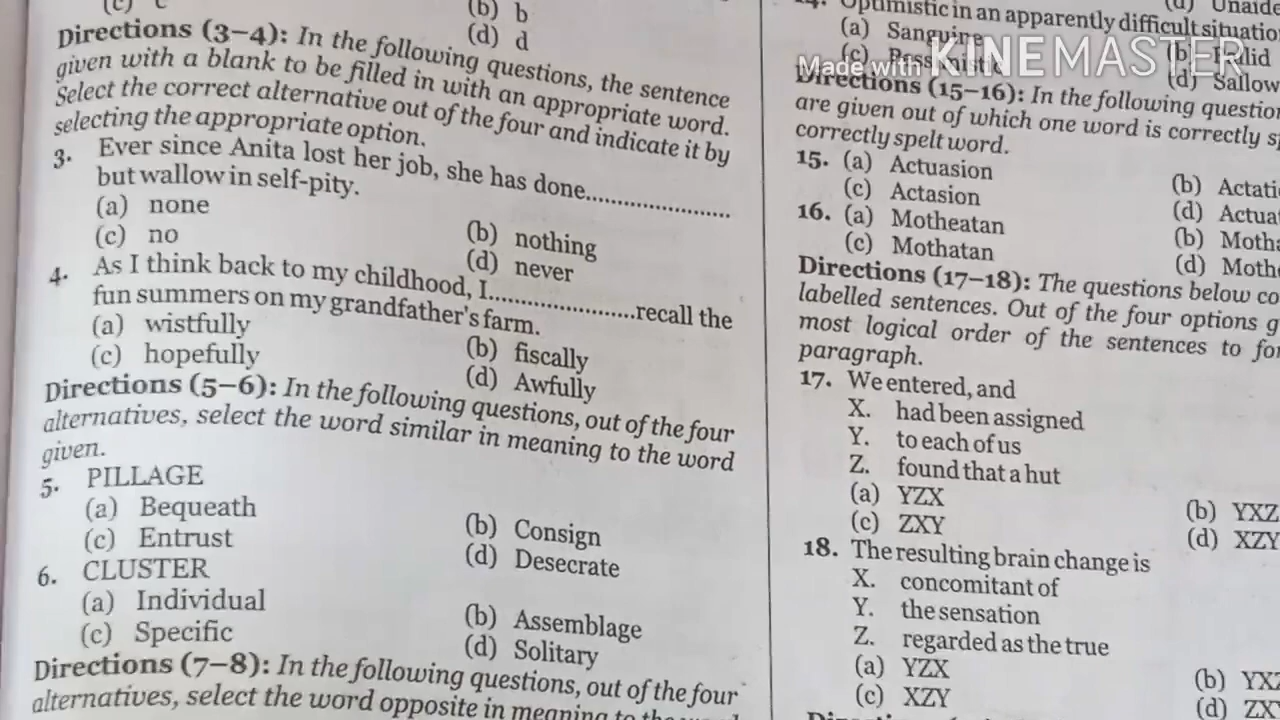 (b) b
(d) d
Directions (3–4): In the following questions, the sentence
given with a blank to be filled in with an appropriate word.
Select the correct alternative out of the four and indicate it by
selecting the appropriate option.
3. Ever since Anita lost her job, she has done........................
but wallow in self-pity.
(a) none
(b) nothing
(c) no
(d) never
4. As I think back to my childhood, I........................recall the
fun summers on my grandfather's farm.
(a) wistfully
(b) fiscally
(c) hopefully
(d) Awfully
Directions (5–6): In the following questions, out of the four
alternatives, select the word similar in meaning to the word
given.
5. PILLAGE
(a) Bequeath
(b) Consign
(c) Entrust
(d) Desecrate
6. CLUSTER
(a) Individual
(b) Assemblage
(c) Specific
(d) Solitary
Directions (7–8): In the following questions, out of the four
alternatives, select the word opposite in meaning to the
14. Optimistic in an apparently difficult
(a) Sanguine
(b)
(c)
(d) Sallow
Made with KINEMASTER
Directions (15–16): In the following
are given out of which one word is correctly
correctly spelt word.
15. (a) Actuasion
(b)
(c) Actasion
(d)
16. (a) Motheatan
(b)
(c) Mothatan
(d)
Directions (17–18): The questions below
labelled sentences. Out of the four options
most logical order of the sentences to
paragraph.
17. We entered, and
X. had been assigned
Y. to each of us
Z. found that a hut
(a) YZX
(b) YXZ
(c) ZXY
(d) XZY
18. The resulting brain change is
X. concomitant of
Y. the sensation
Z. regarded as the true
(a) YZX
(b)
(c) XZY
(d)